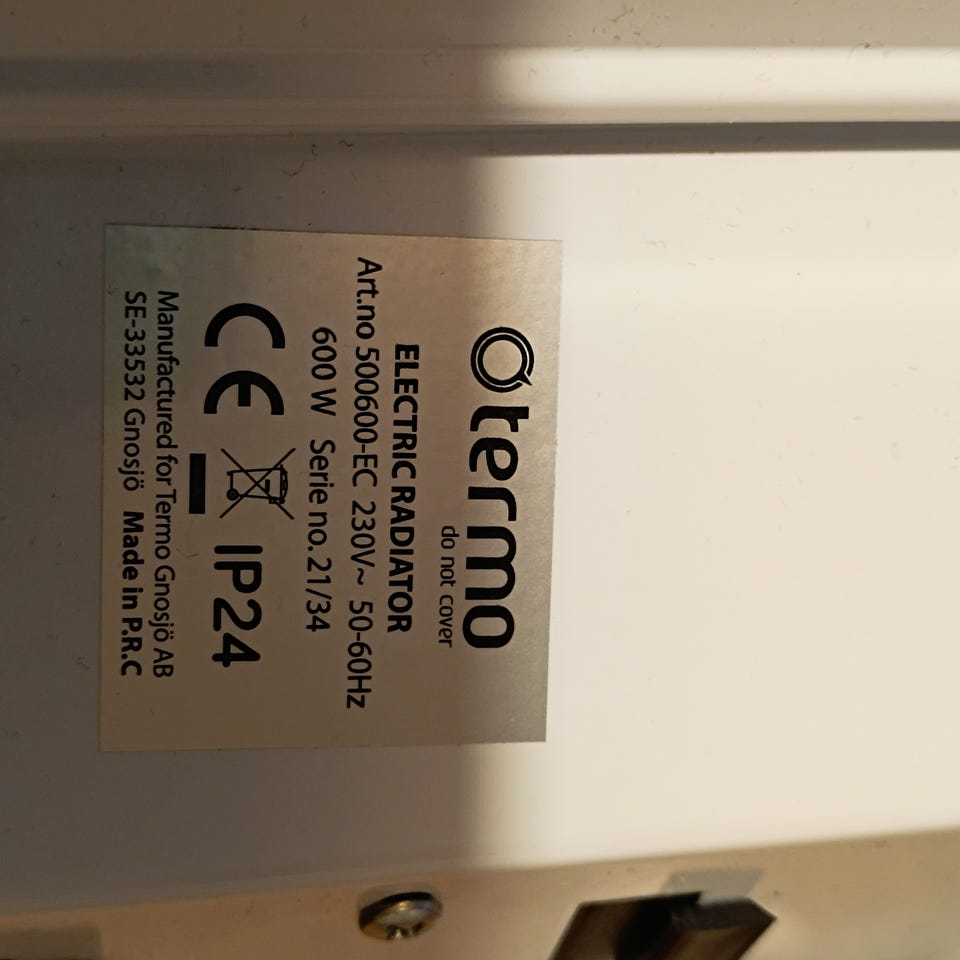 termo
do not cover
ELECTRIC RADIATOR
Art.no 500600-EC 230V~ 50-60Hz
600 W Serie no. 21/34
CE IP24
Manufactured for Termo Gnosjö AB
SE-33532 Gnosjö Made in P.R.C